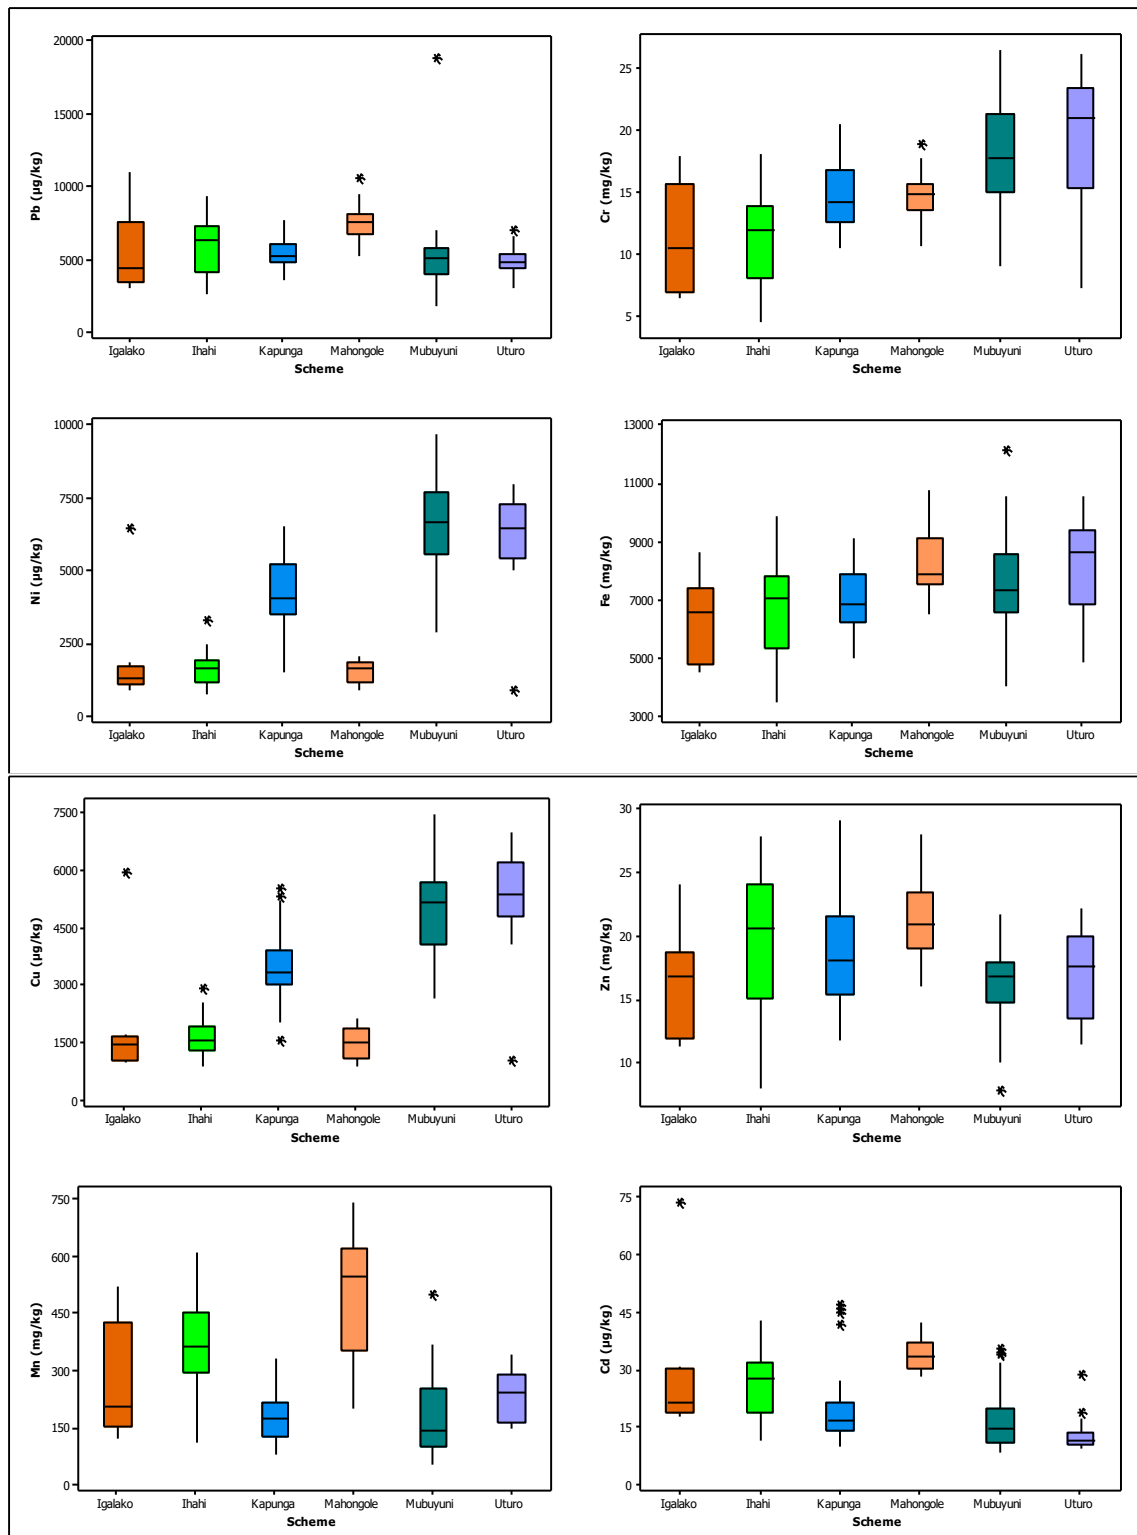 Pb (µg/kg)
20000
15000
10000
5000
0
Igalako Ihahi Kapunga Mahongole Mubuyuni Uturo
Scheme
Cr (mg/kg)
25
20
15
10
5
Igalako Ihahi Kapunga Mahongole Mubuyuni Uturo
Scheme
Ni (µg/kg)
10000
7500
5000
2500
0
Igalako Ihahi Kapunga Mahongole Mubuyuni Uturo
Scheme
Fe (mg/kg)
13000
11000
9000
7000
5000
3000
Igalako Ihahi Kapunga Mahongole Mubuyuni Uturo
Scheme
Cu (µg/kg)
7500
6000
4500
3000
1500
0
Igalako Ihahi Kapunga Mahongole Mubuyuni Uturo
Scheme
Zn (mg/kg)
30
25
20
15
10
Igalako Ihahi Kapunga Mahongole Mubuyuni Uturo
Scheme
Mn (mg/kg)
750
600
450
300
150
0
Igalako Ihahi Kapunga Mahongole Mubuyuni Uturo
Scheme
Cd (µg/kg)
75
60
45
30
15
0
Igalako Ihahi Kapunga Mahongole Mubuyuni Uturo
Scheme